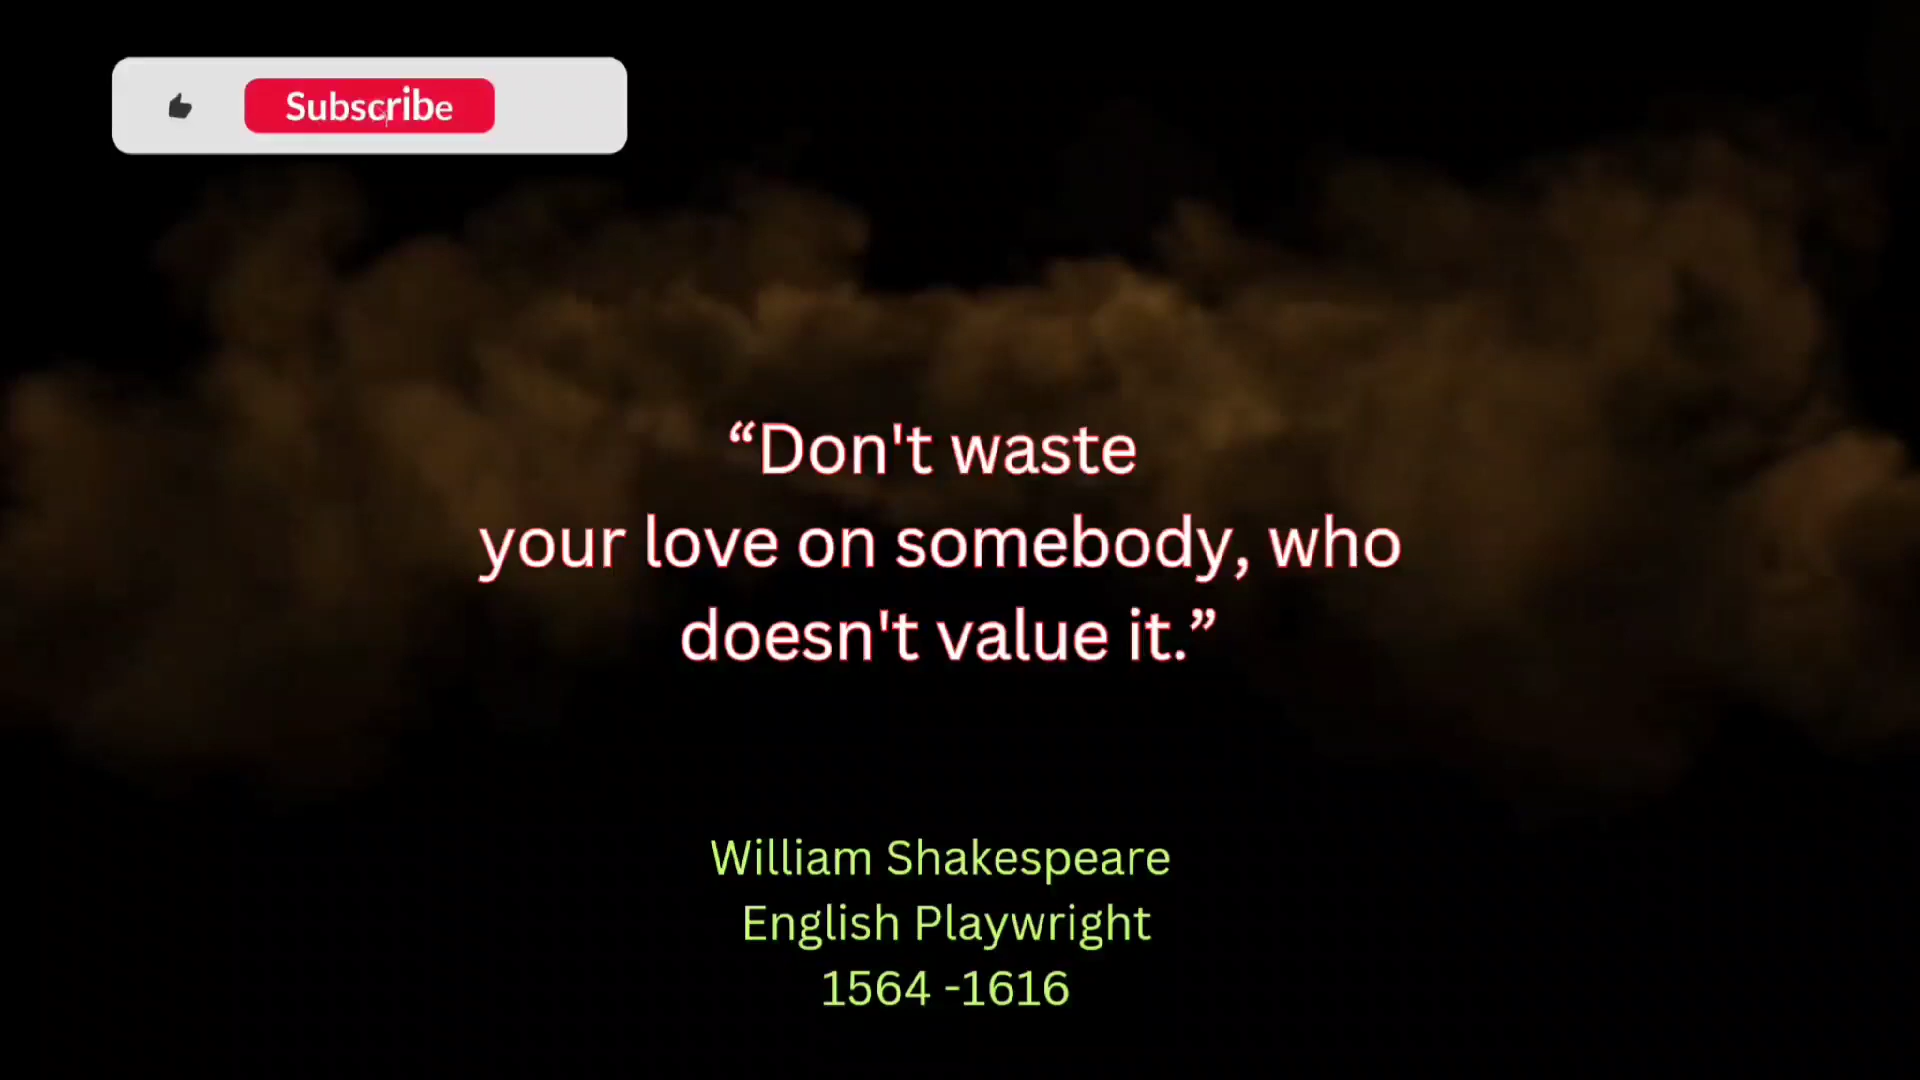 Subscribe
“Don't waste
your love on somebody, who
doesn't value it.”
William Shakespeare
English Playwright
1564 -1616